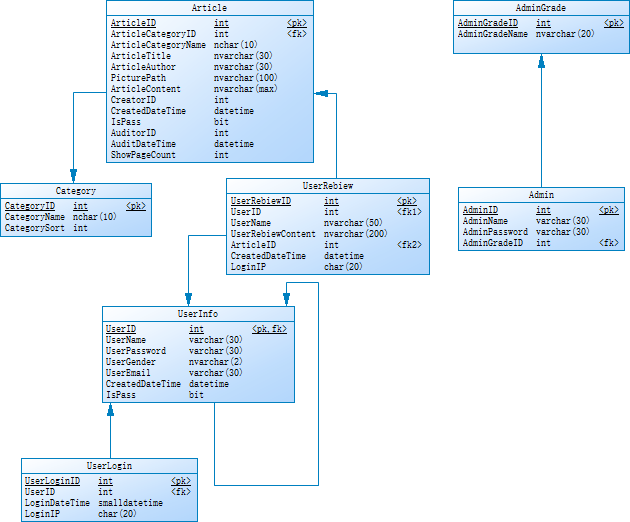 Article
ArticleID int <pk>
ArticleCategoryID int <fk>
ArticleCategoryName nchar(10)
ArticleTitle nvarchar(30)
ArticleAuthor nvarchar(30)
PicturePath nvarchar(100)
ArticleContent nvarchar(max)
CreatorID int
CreatedDateTime datetime
IsPass bit
AuditorID int
AuditDateTime datetime
ShowPageCount int
AdminGrade
AdminGradeID int <pk>
AdminGradeName nvarchar(20)
Category
CategoryID int <pk>
CategoryName nchar(10)
CategorySort int
UserRebiew
UserRebiewID int <pk>
UserID int <fk1>
UserName nvarchar(50)
UserRebiewContent nvarchar(200)
ArticleID int <fk2>
CreatedDateTime datetime
LoginIP char(20)
Admin
AdminID int <pk>
AdminName varchar(30)
AdminPassword varchar(30)
AdminGradeID int <fk>
UserInfo
UserID int <pk,fk>
UserName varchar(30)
UserPassword varchar(30)
UserGender nvarchar(2)
UserEmail varchar(30)
CreatedDateTime datetime
IsPass bit
UserLogin
UserLoginID int <pk>
UserID int <fk>
LoginDateTime smalldatetime
LoginIP char(20)